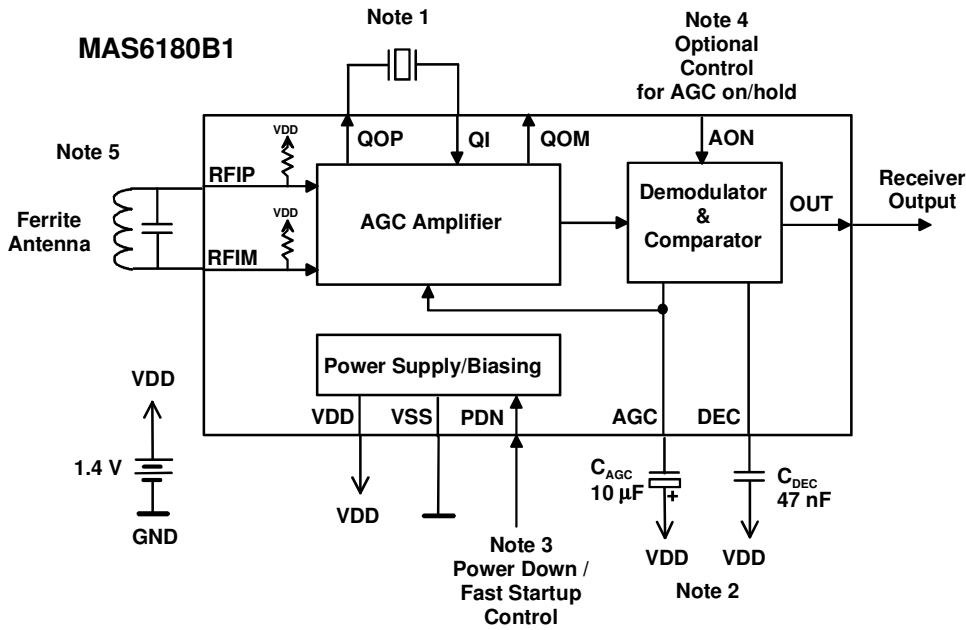 Note 1
Note 4
Optional
Control
for AGC on/hold
MAS6180B1
QOP
QI
QOM
AON
Note 5
VDD
RFIP
Ferrite
Antenna
VDD
RFIM
AGC Amplifier
Demodulator
&
Comparator
OUT
Receiver
Output
Power Supply/Biasing
VDD
VSS
PDN
AGC
DEC
VDD
1.4 V
GND
VDD
Note 3
Power Down /
Fast Startup
Control
CAGC
10 µF
+
VDD
CDEC
47 nF
VDD
Note 2